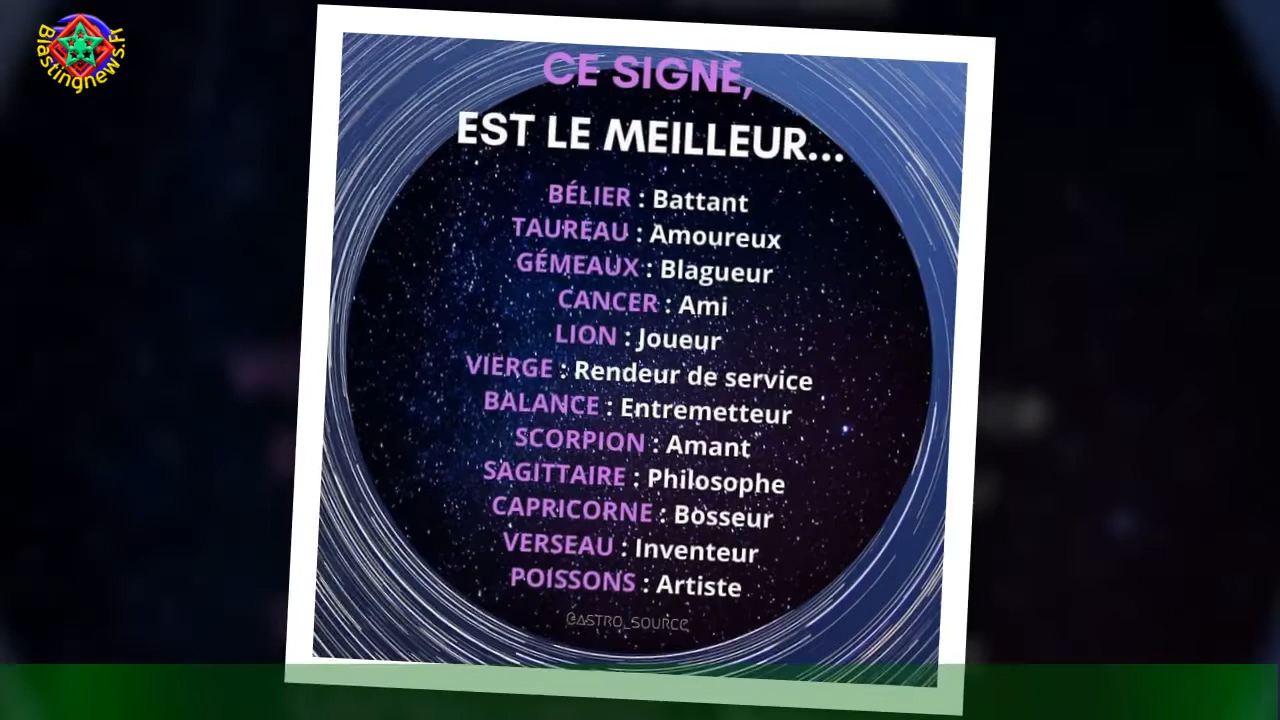 Blastingnews.Fr
CE SIGNE,
EST LE MEILLEUR...
BÉLIER : Battant
TAUREAU : Amoureux
GÉMEAUX : Blagueur
CANCER : Ami
LION : Joueur
VIERGE : Rendeur de service
BALANCE : Entremetteur
SCORPION : Amant
SAGITTAIRE : Philosophe
CAPRICORNE : Bosseur
VERSEAU : Inventeur
POISSONS : Artiste
@ASTRO_SOURCE